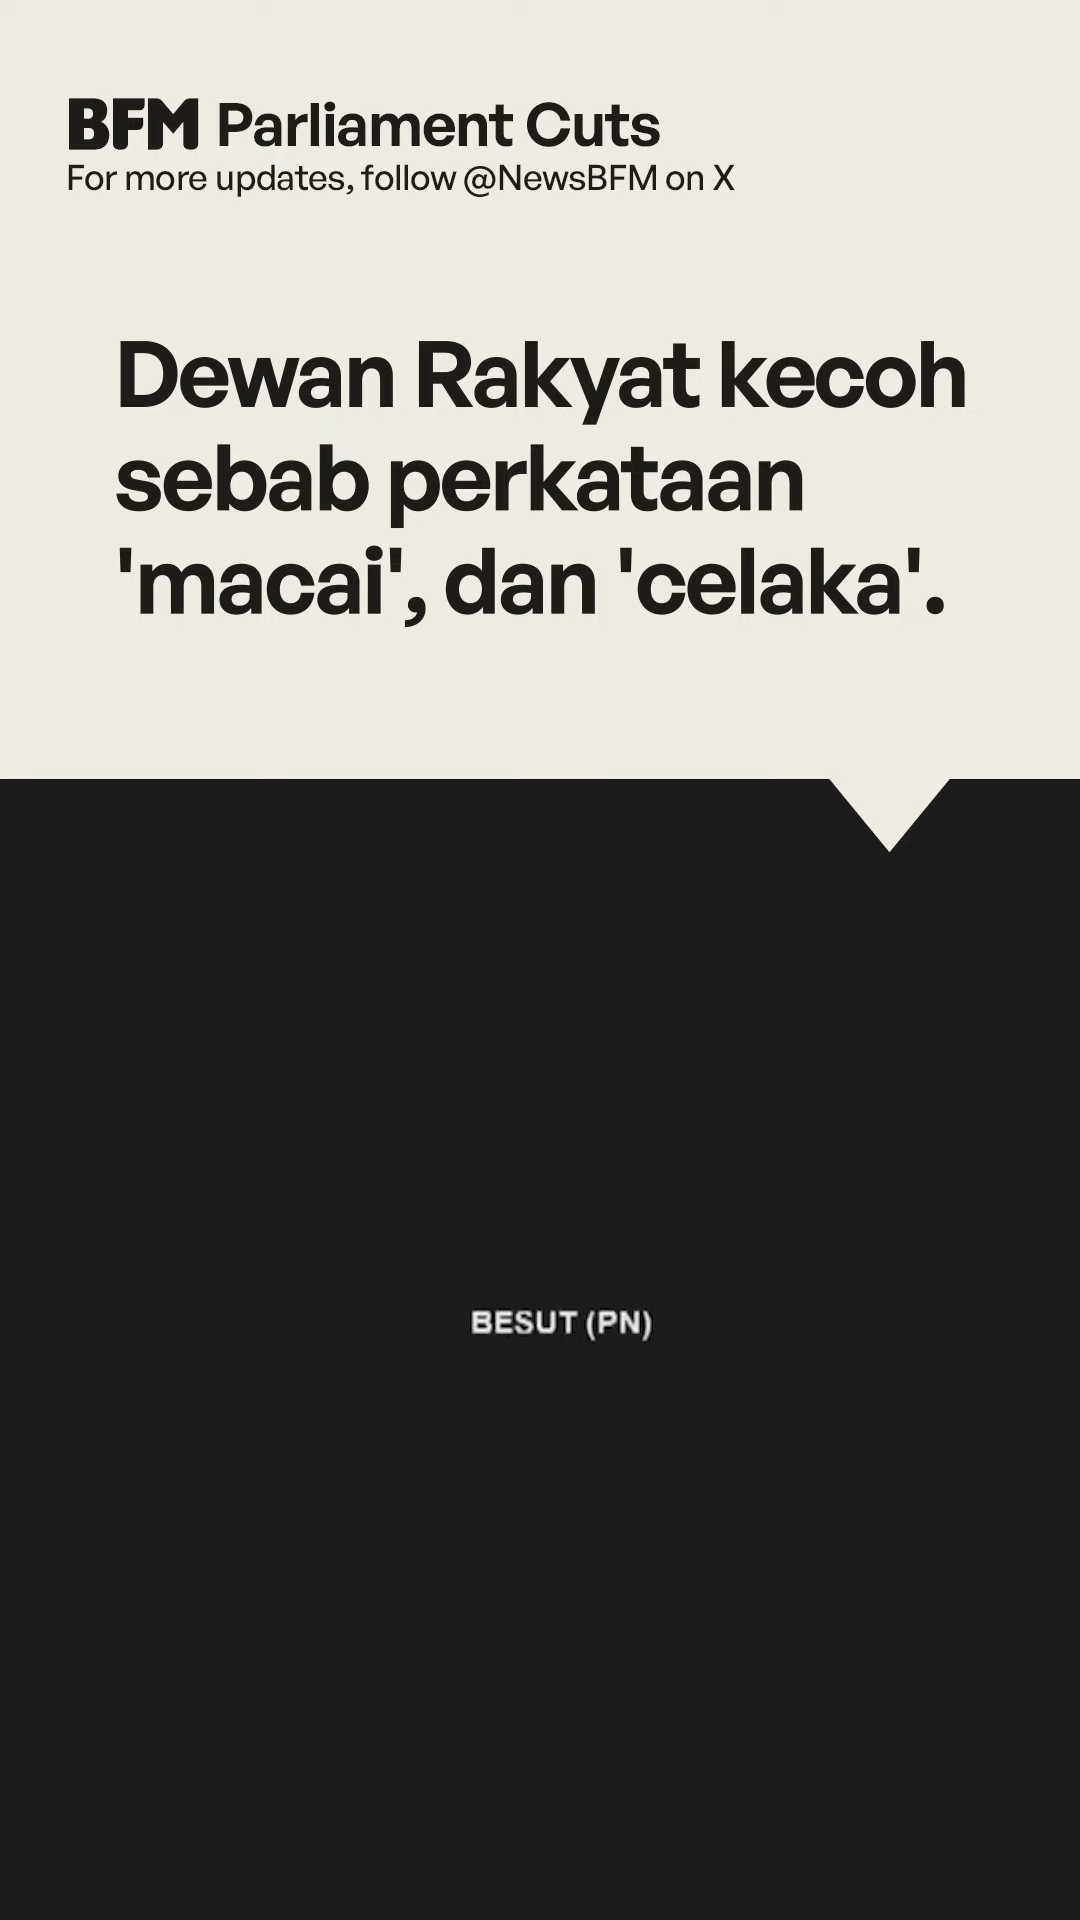 BFM Parliament Cuts
For more updates, follow @NewsBFM on X
Dewan Rakyat kecoh
sebab perkataan
'macai', dan 'celaka'.
BESUT (PN)